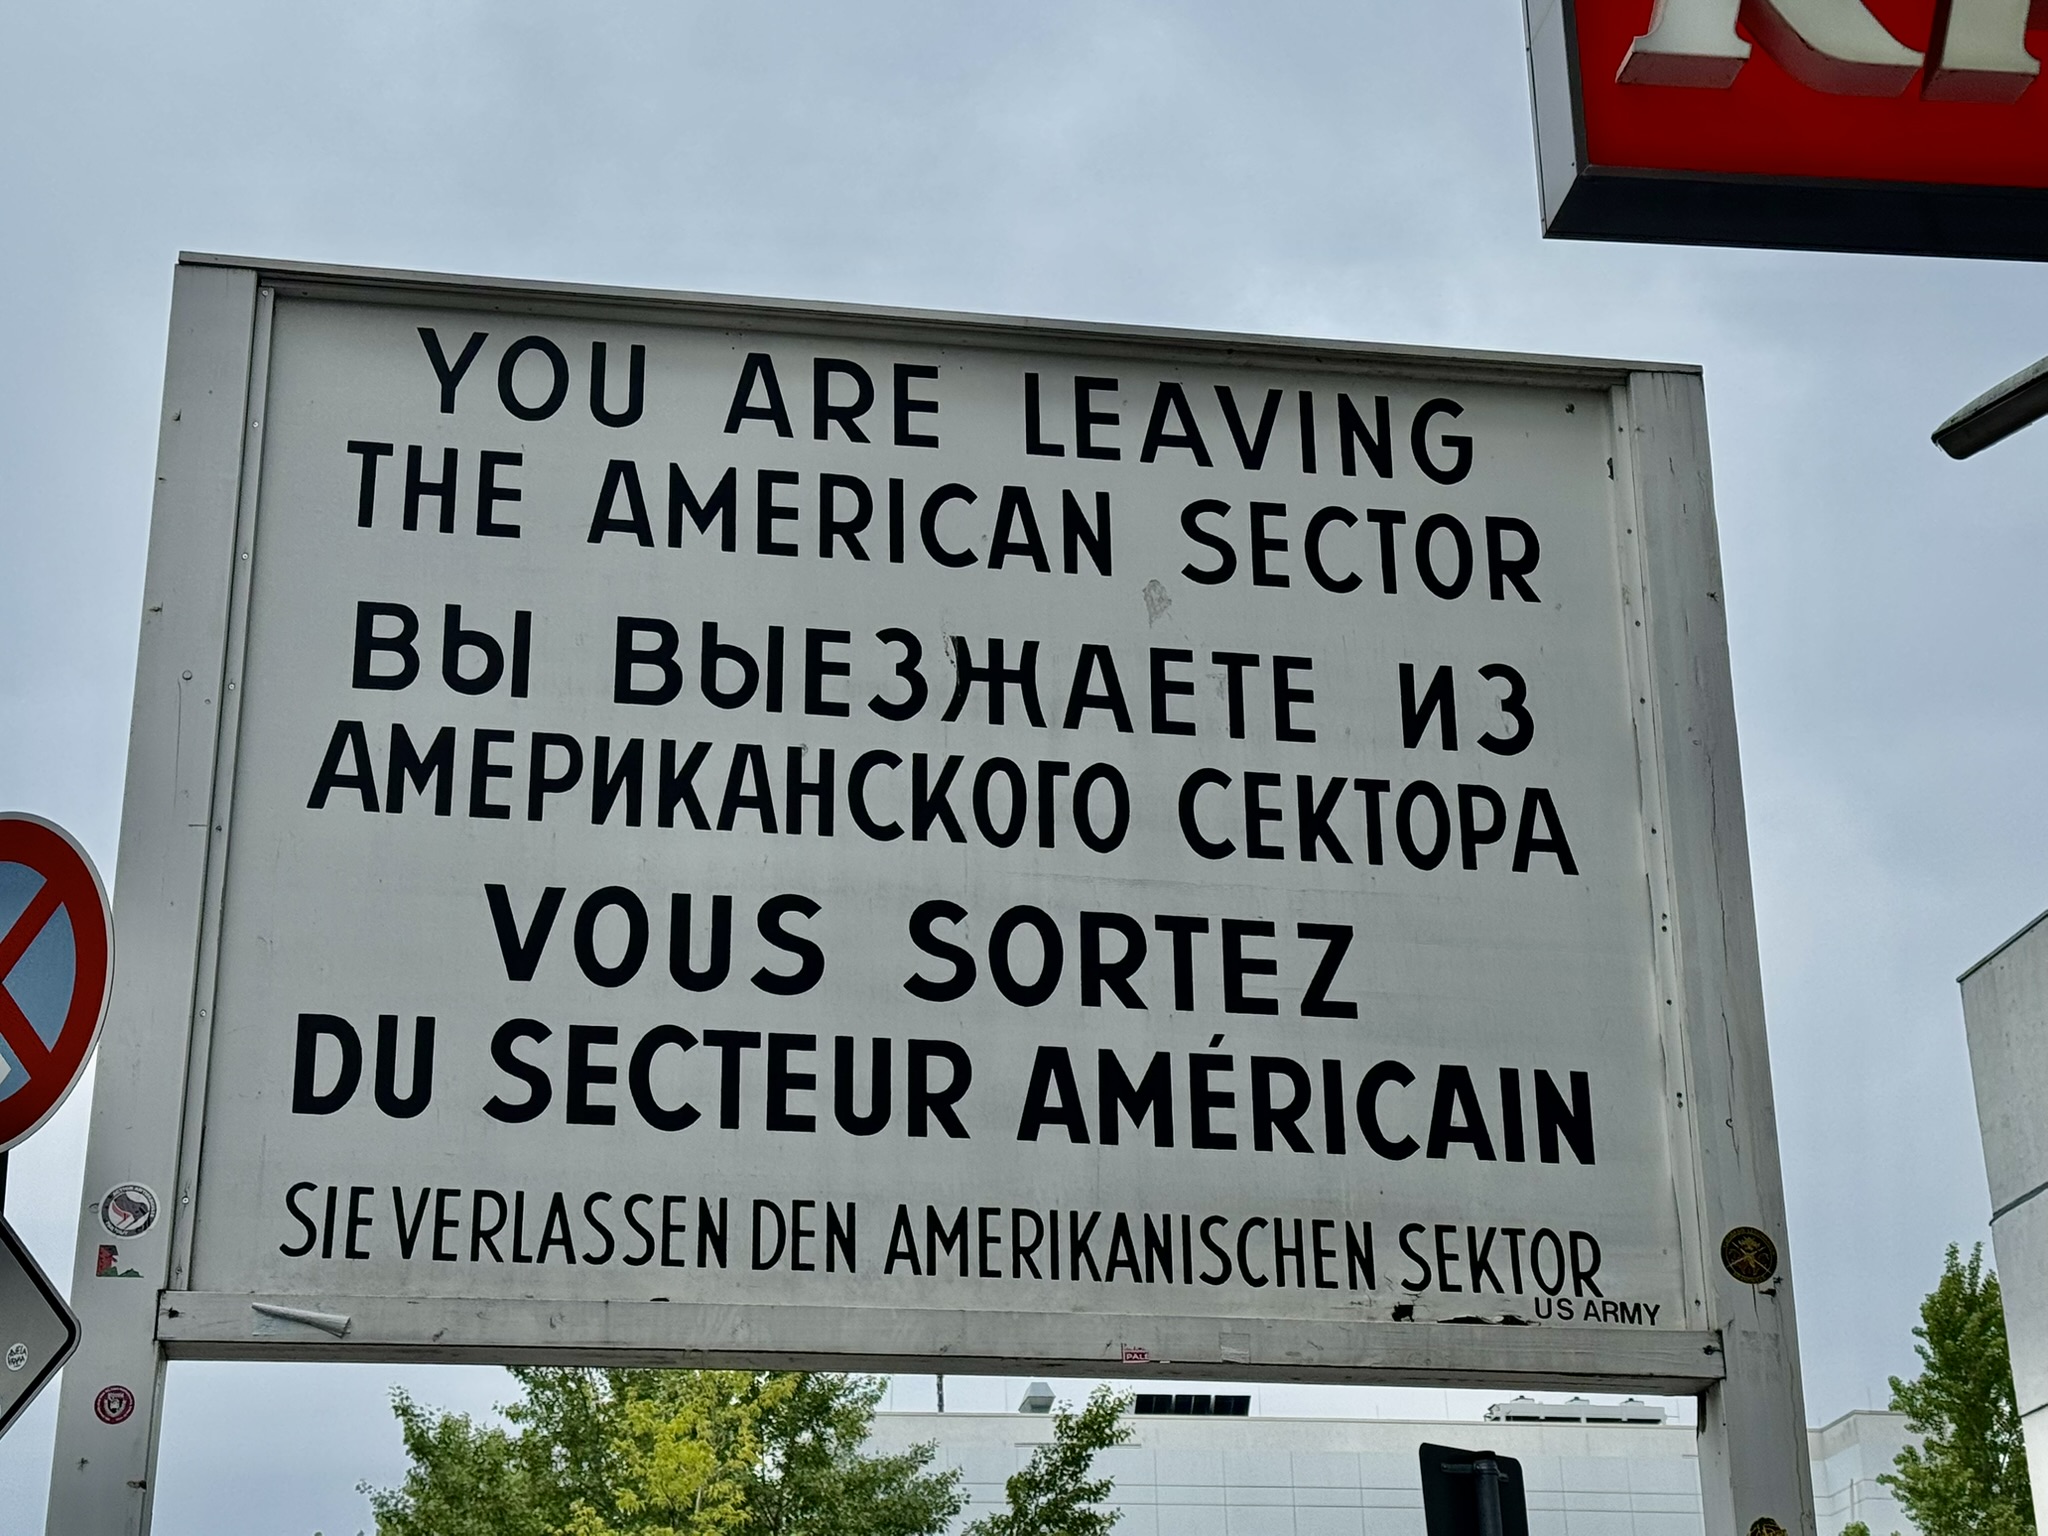 YOU ARE LEAVING
THE AMERICAN SECTOR
ВЫ ВЫЕЗЖАЕТЕ ИЗ
АМЕРИКАНСКОГО СЕКТОРА
VOUS SORTEZ
DU SECTEUR AMÉRICAIN
SIE VERLASSEN DEN AMERIKANISCHEN SEKTOR
US ARMY